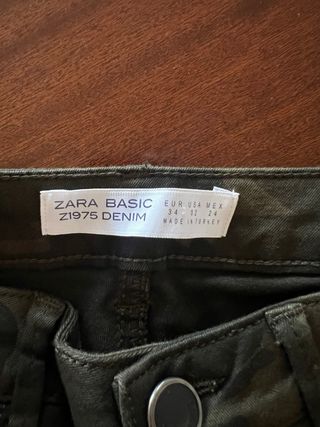 ZARA BASIC
Z1975 DENIM
EUR USA MEX
34 02 24
MADE IN TURKEY